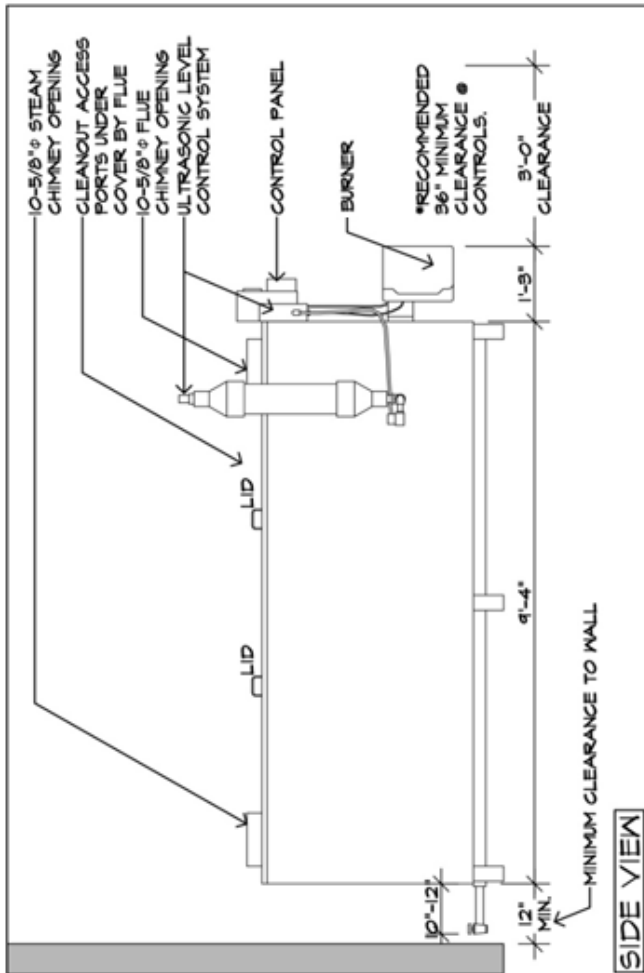 10-5/8"⌀ STEAM
CHIMNEY OPENING
CLEANOUT ACCESS
PORTS UNDER
COVER BY FLUE
10-5/8"⌀ FLUE
CHIMNEY OPENING
ULTRASONIC LEVEL
CONTROL SYSTEM
CONTROL PANEL
BURNER
*RECOMMENDED
36" MINIMUM
CLEARANCE @
CONTROLS.
LID
LID
10"-12"
12"
MIN.
9'-4"
1'-3"
3'-0"
CLEARANCE
MINIMUM CLEARANCE TO WALL
SIDE VIEW